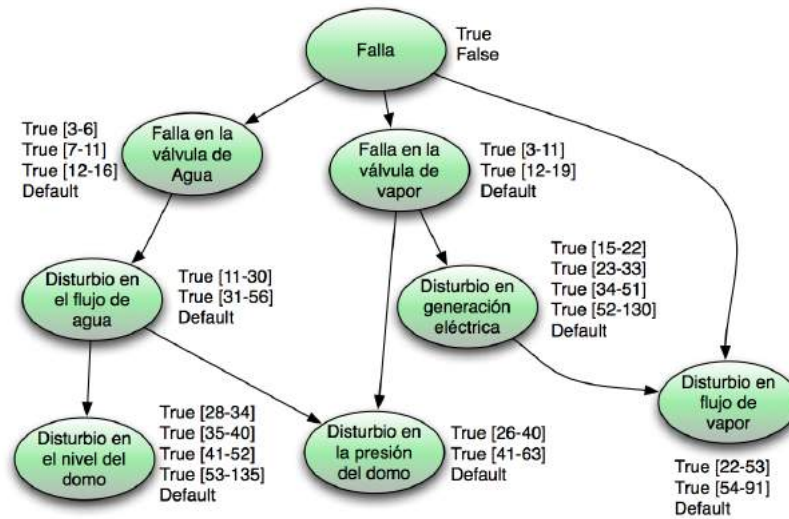 Falla
True
False
True [3-6]
True [7-11]
True [12-16]
Default
Falla en la
válvula de
Agua
Falla en la
válvula de
vapor
True [3-11]
True [12-19]
Default
Disturbio en
el flujo de
agua
True [11-30]
True [31-56]
Default
Disturbio en
generación
eléctrica
True [15-22]
True [23-33]
True [34-51]
True [52-130]
Default
Disturbio en
el nivel del
domo
True [28-34]
True [35-40]
True [41-52]
True [53-135]
Default
Disturbio en
la presión
del domo
True [26-40]
True [41-63]
Default
Disturbio en
flujo de
vapor
True [22-53]
True [54-91]
Default